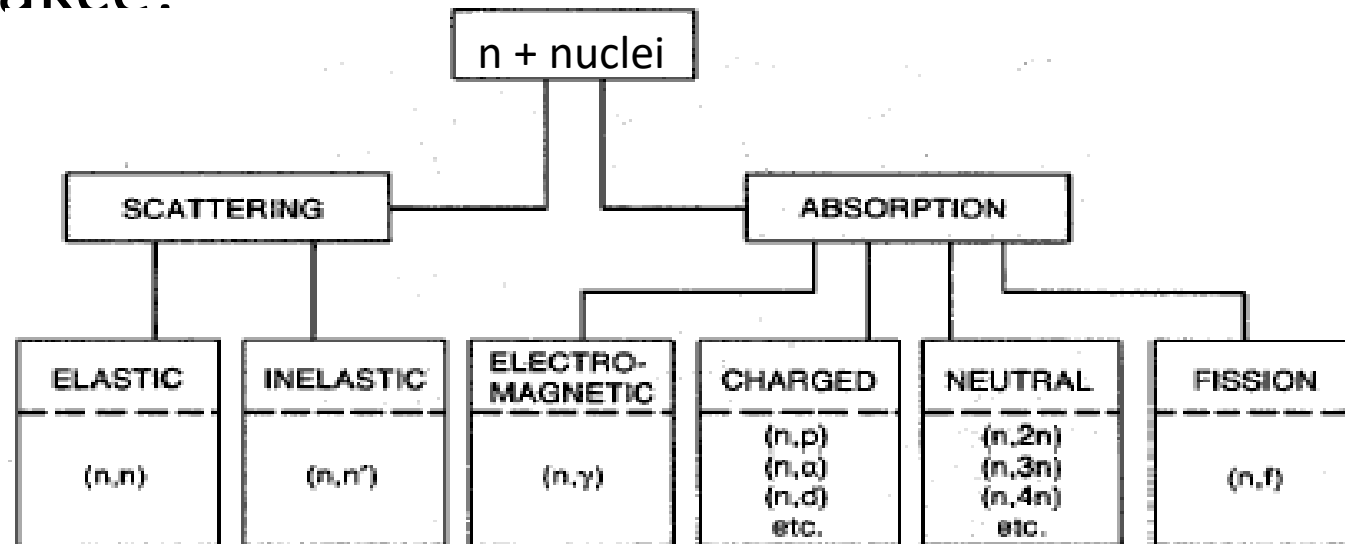 n + nuclei
SCATTERING
ABSORPTION
ELASTIC
(n,n)
INELASTIC
(n,n')
ELECTRO-
MAGNETIC
(n,γ)
CHARGED
(n,p)
(n,α)
(n,d)
etc.
NEUTRAL
(n,2n)
(n,3n)
(n,4n)
etc.
FISSION
(n,f)